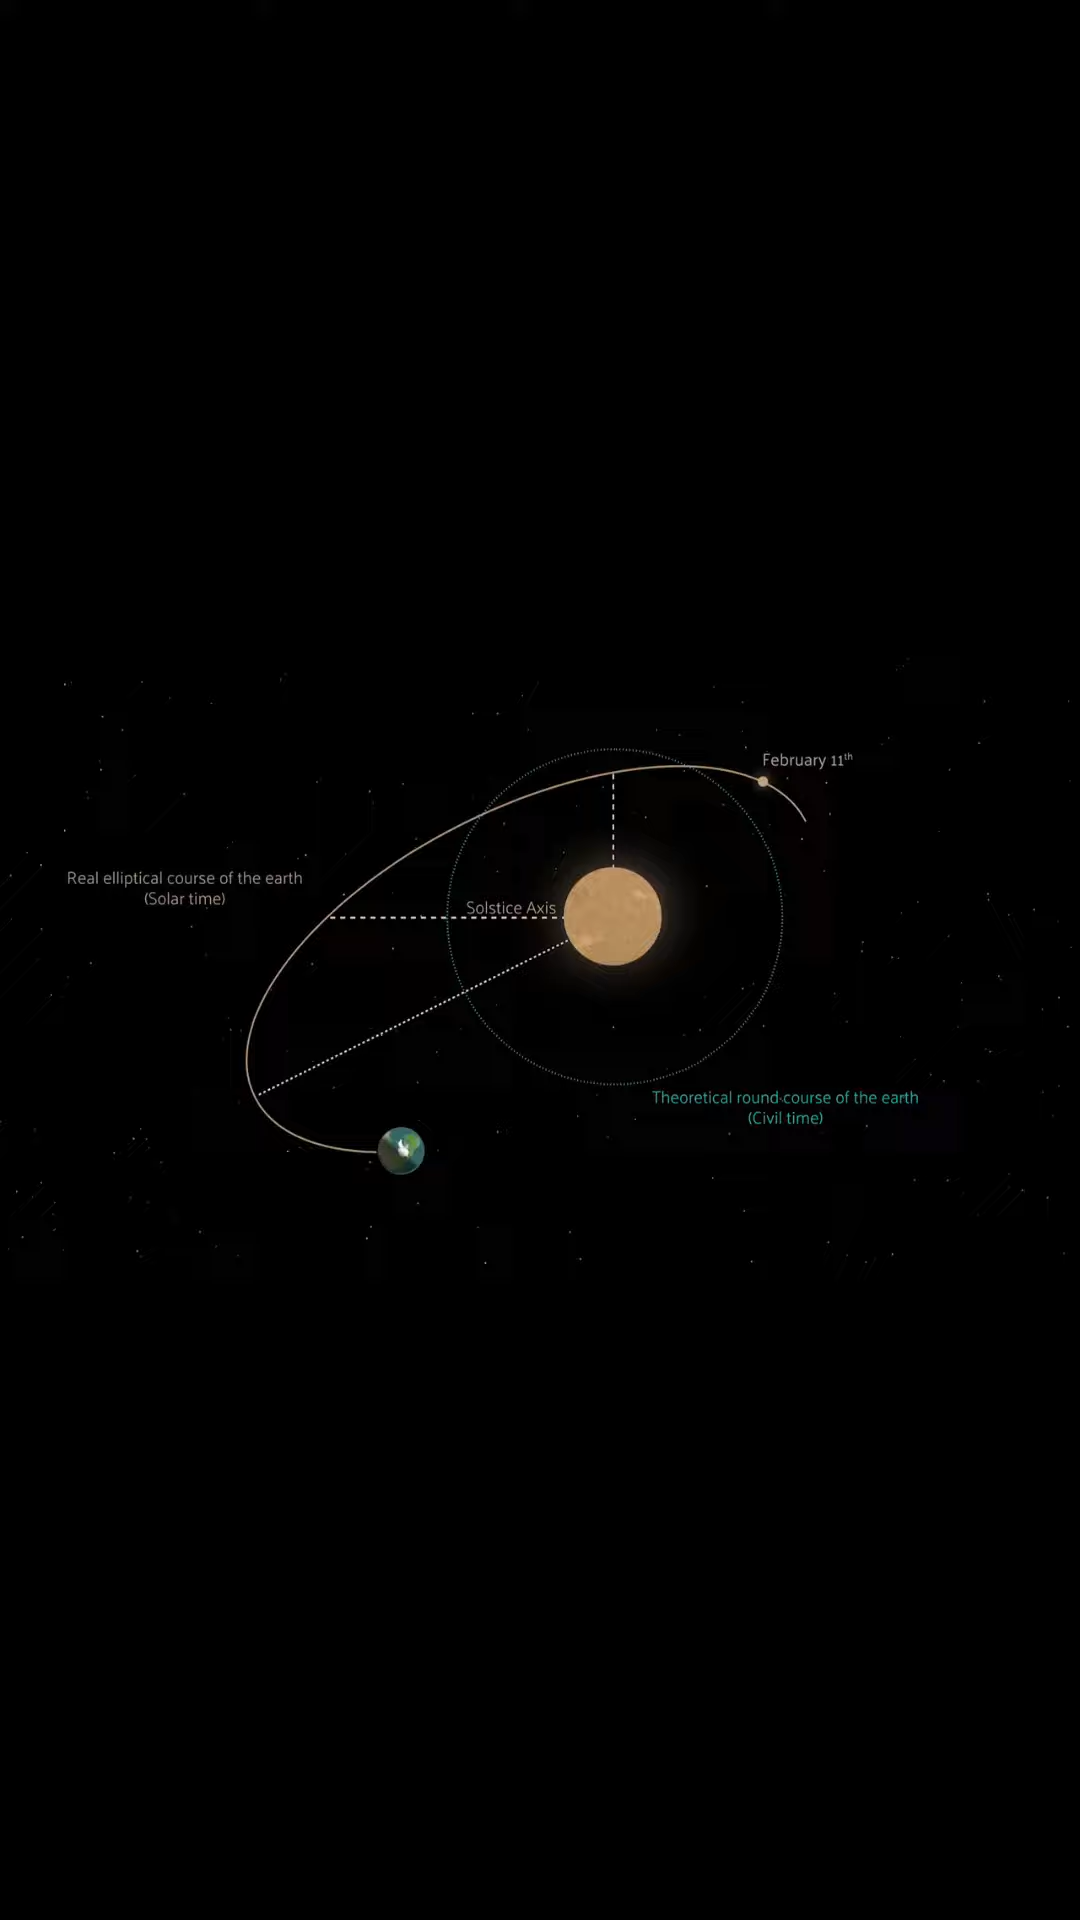 February 11th
Real elliptical course of the earth
(Solar time)
Solstice Axis
Theoretical round course of the earth
(Civil time)